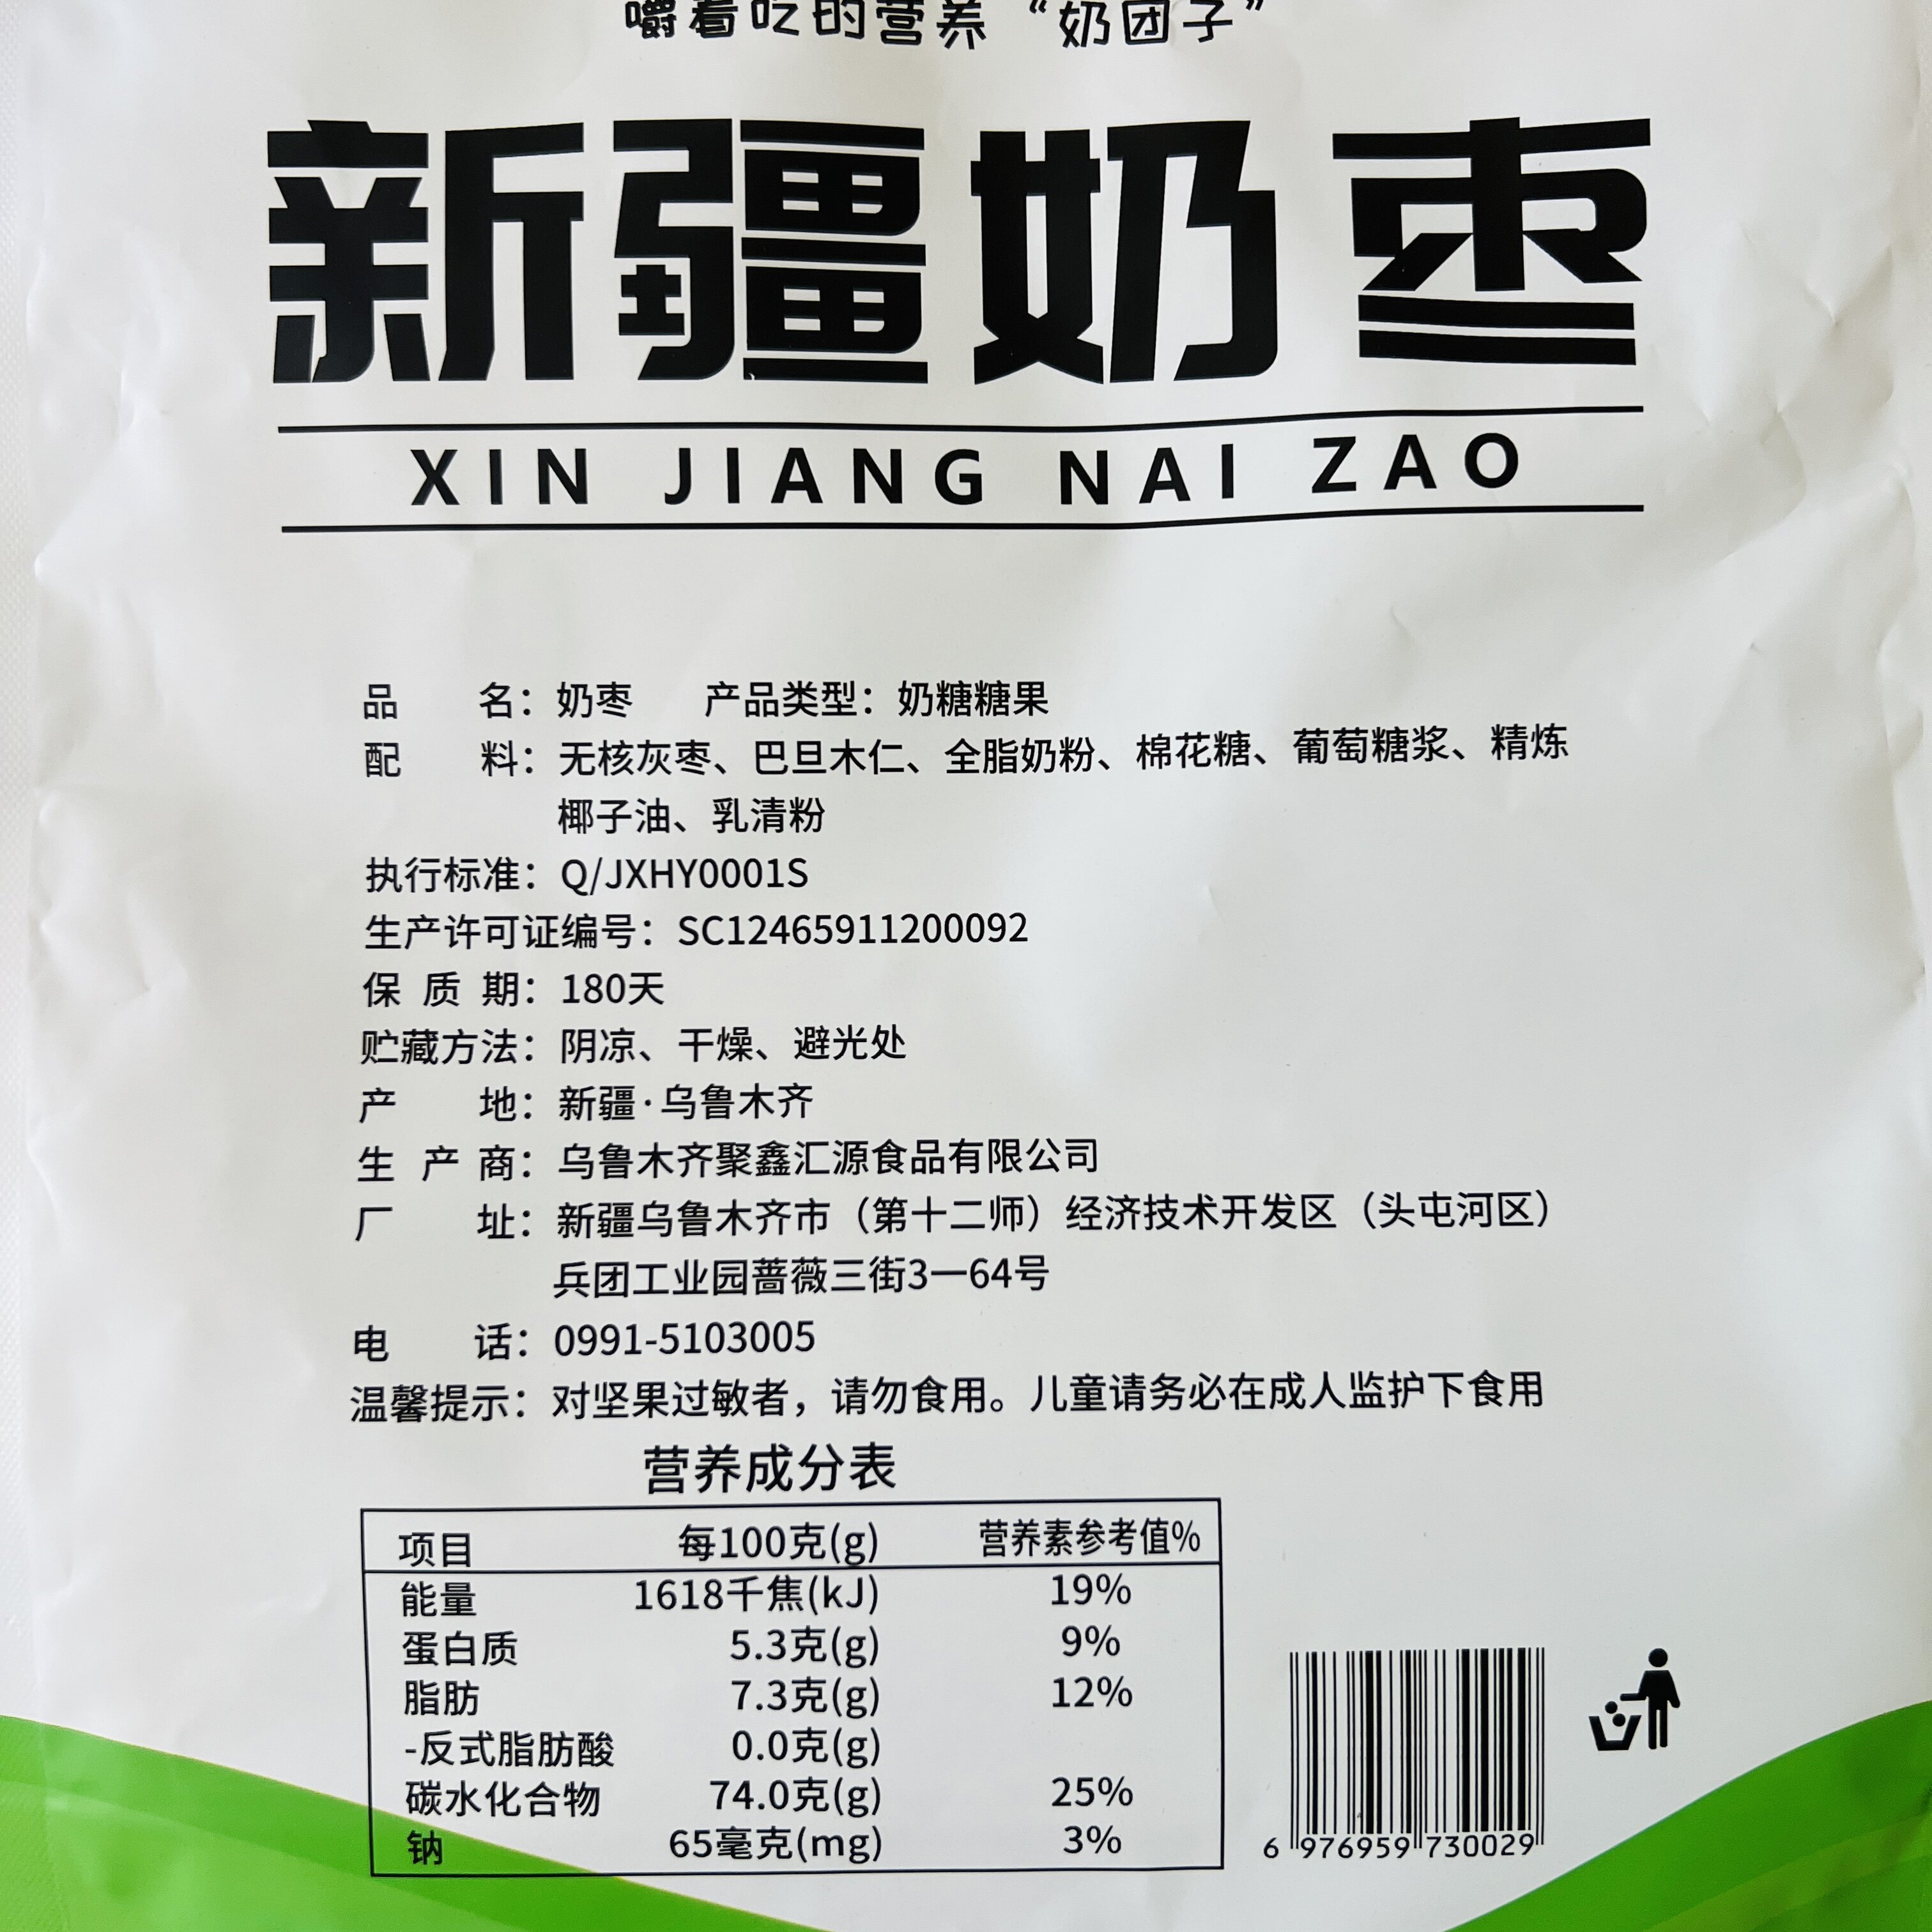 嚼着吃的营养“奶团子”
新疆奶枣
XIN JIANG NAI ZAO
品 名：奶枣 产品类型：奶糖糖果
配 料：无核灰枣、巴旦木仁、全脂奶粉、棉花糖、葡萄糖浆、精炼
椰子油、乳清粉
执行标准：Q/JXHY0001S
生产许可证编号：SC12465911200092
保 质 期：180天
贮藏方法：阴凉、干燥、避光处
产 地：新疆·乌鲁木齐
生 产 商：乌鲁木齐聚鑫汇源食品有限公司
厂 址：新疆乌鲁木齐市（第十二师）经济技术开发区（头屯河区）
兵团工业园蔷薇三街3一64号
电 话：0991-5103005
温馨提示：对坚果过敏者，请勿食用。儿童请务必在成人监护下食用
营养成分表
项目 每100克(g) 营养素参考值%
能量 1618千焦(kJ) 19%
蛋白质 5.3克(g) 9%
脂肪 7.3克(g) 12%
-反式脂肪酸 0.0克(g)
碳水化合物 74.0克(g) 25%
钠 65毫克(mg) 3%
6 976959 730029